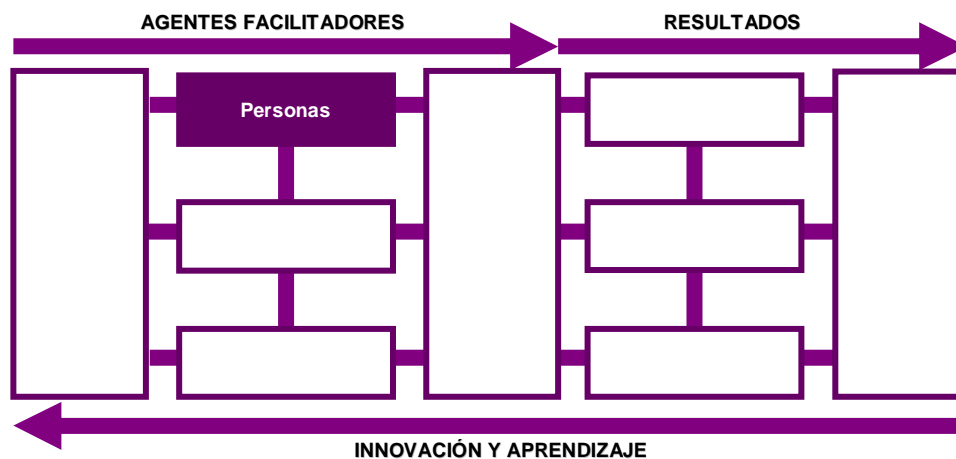 AGENTES FACILITADORES
RESULTADOS
Personas
INNOVACIÓN Y APRENDIZAJE